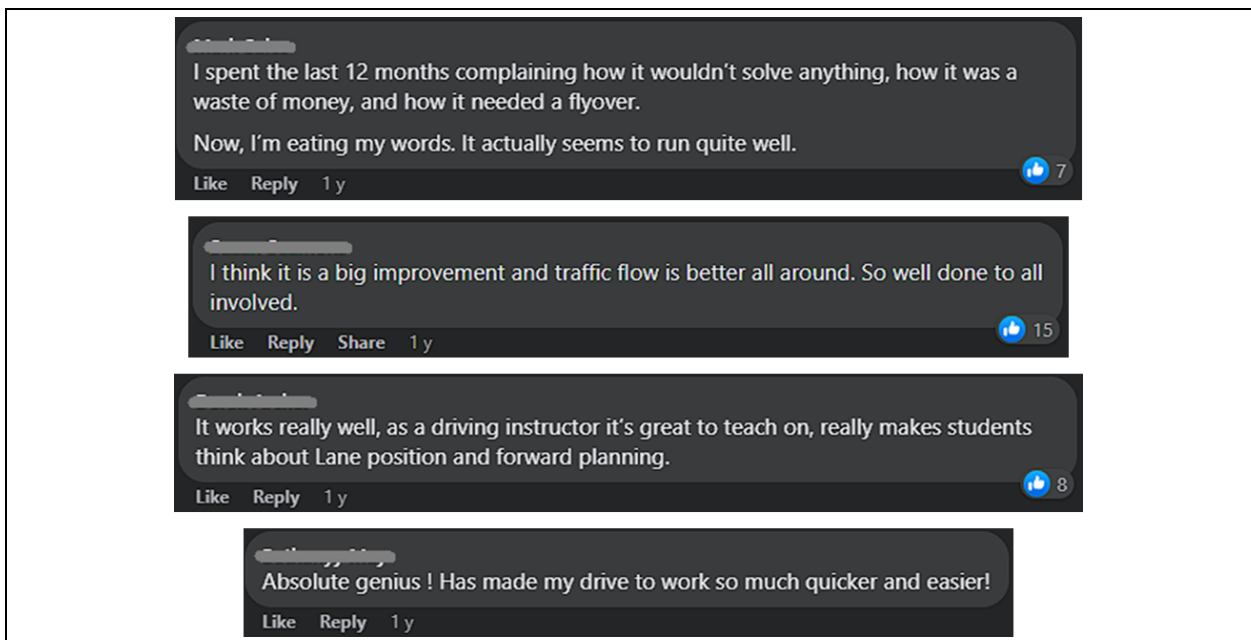 I spent the last 12 months complaining how it wouldn't solve anything, how it was a
waste of money, and how it needed a flyover.
Now, I'm eating my words. It actually seems to run quite well.
7
Like Reply 1 y
I think it is a big improvement and traffic flow is better all around. So well done to all
involved.
15
Like Reply Share 1 y
It works really well, as a driving instructor it's great to teach on, really makes students
think about Lane position and forward planning.
8
Like Reply 1 y
Absolute genius ! Has made my drive to work so much quicker and easier!
Like Reply 1 y